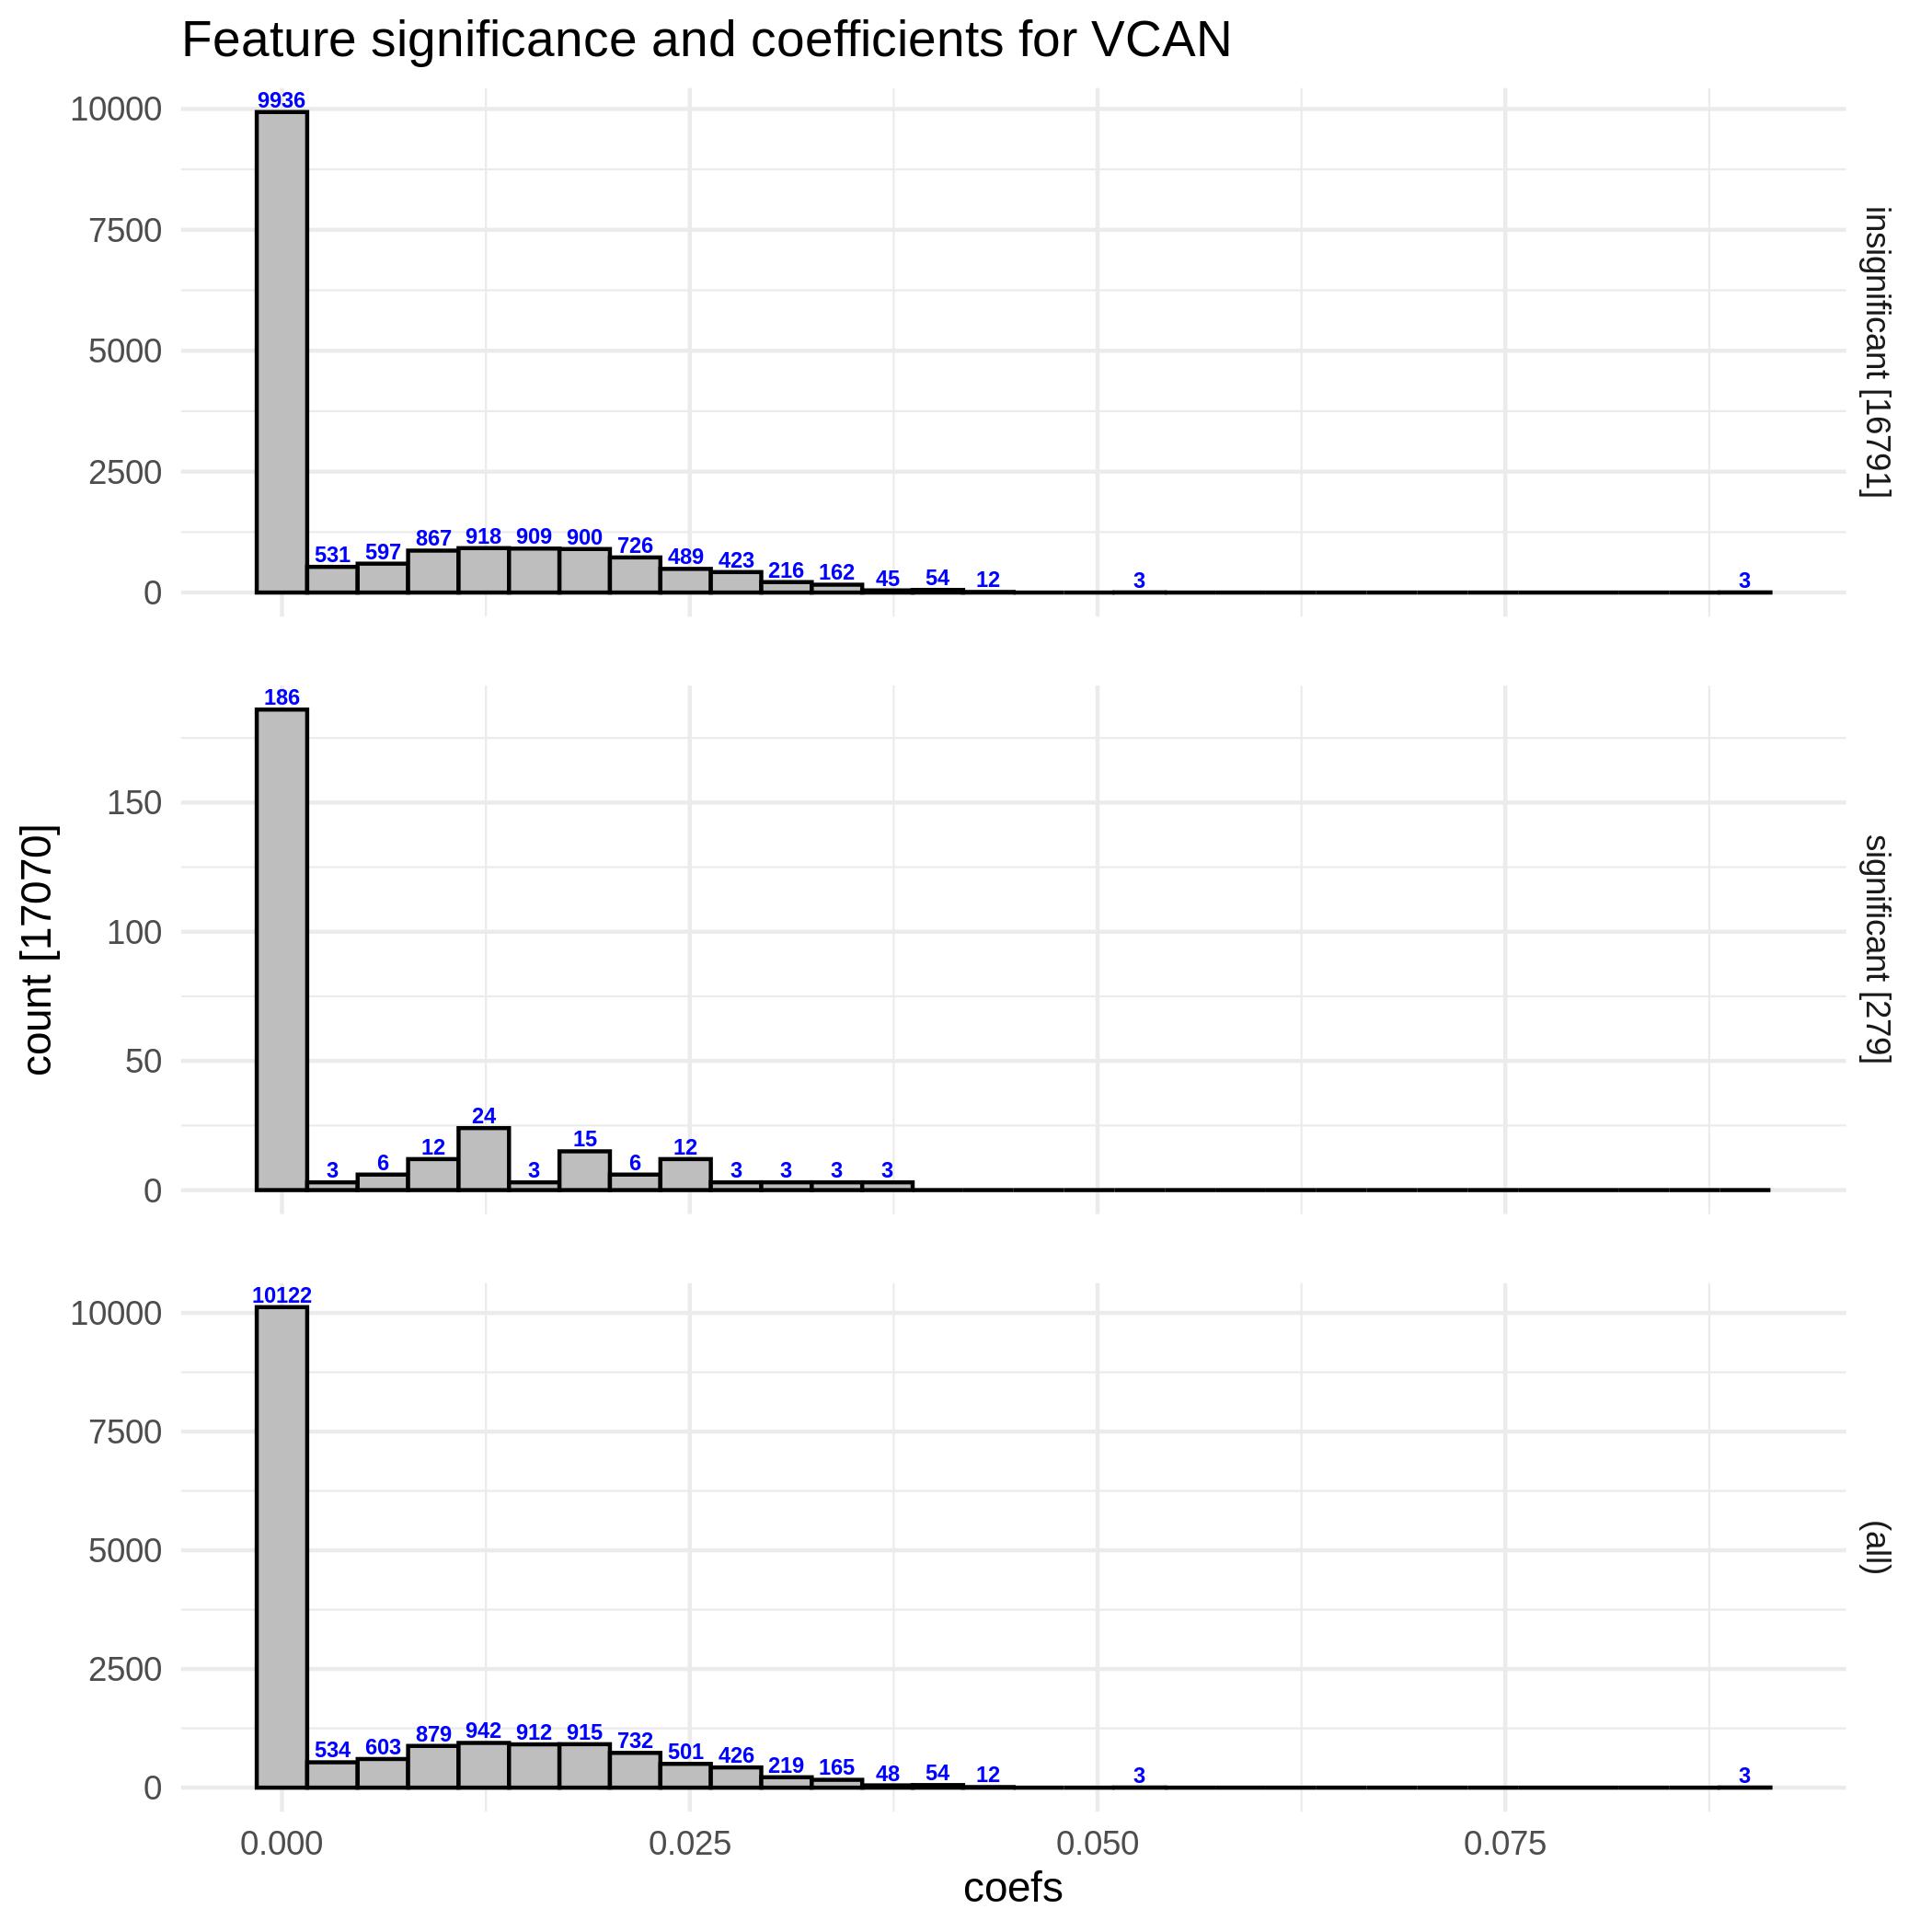 Feature significance and coefficients for VCAN
count [17070]
10000
7500
5000
2500
0
9936
531 597 867 918 909 900 726 489 423 216 162 45 54 12 3 3
insignificant [16791]
150
100
50
0
186
3 6 12 24 3 15 6 12 3 3 3 3
significant [279]
10000
7500
5000
2500
0
10122
534 603 879 942 912 915 732 501 426 219 165 48 54 12 3 3
(all)
0.000 0.025 0.050 0.075
coefs